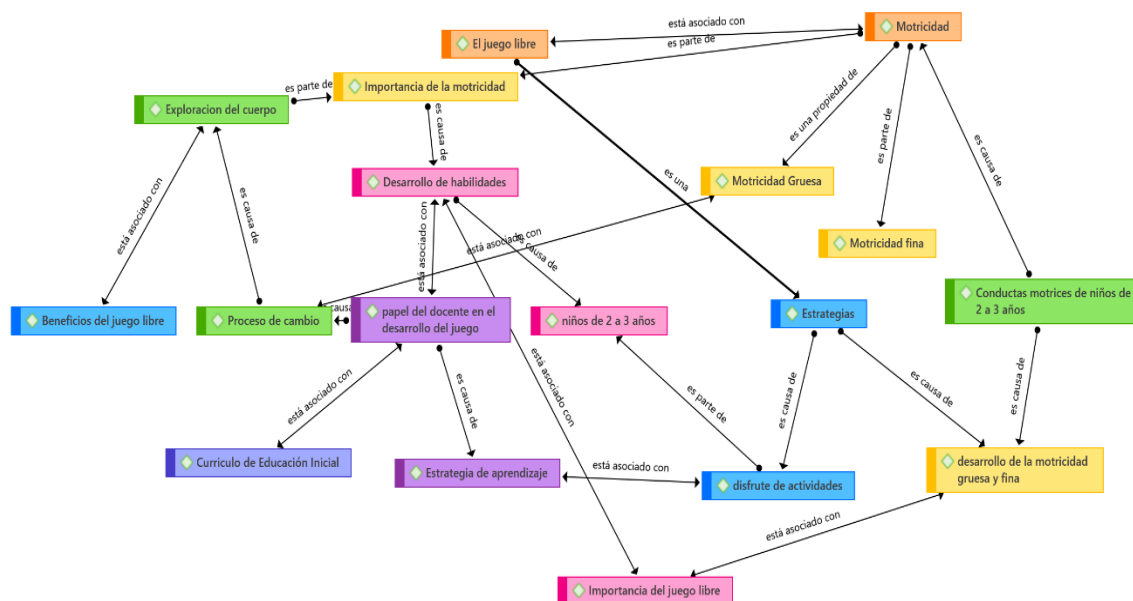 está asociado con
Motricidad
El juego libre
es parte de
es parte de
Importancia de la motricidad
Exploracion del cuerpo
es causa de
es una propiedad de
es parte de
es causa de
Desarrollo de habilidades
es una
Motricidad Gruesa
está asociado con
es causa de
está asociado con
es causa de
está asociado con
Motricidad fina
Beneficios del juego libre
Proceso de cambio
causa
papel del docente en el
desarrollo del juego
niños de 2 a 3 años
Estrategias
Conductas motrices de niños de
2 a 3 años
está asociado con
es causa de
está asociado con
es parte de
es causa de
es causa de
es causa de
Curriculo de Educación Inicial
Estrategia de aprendizaje
está asociado con
disfrute de actividades
desarrollo de la motricidad
gruesa y fina
está asociado con
Importancia del juego libre